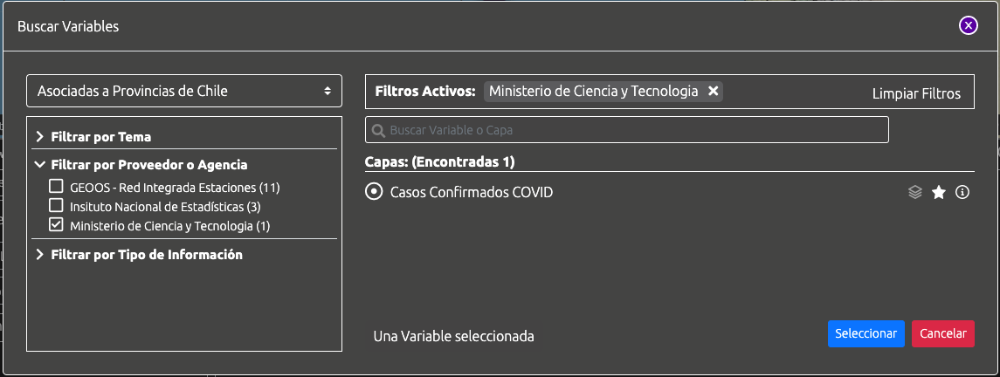 Buscar Variables
Asociadas a Provincias de Chile
Filtrar por Tema
Filtrar por Proveedor o Agencia
GEOOS - Red Integrada Estaciones (11)
Insituto Nacional de Estadísticas (3)
Ministerio de Ciencia y Tecnologia (1)
Filtrar por Tipo de Información
Filtros Activos: Ministerio de Ciencia y Tecnologia
Limpiar Filtros
Buscar Variable o Capa
Capas: (Encontradas 1)
Casos Confirmados COVID
Una Variable seleccionada
Seleccionar
Cancelar